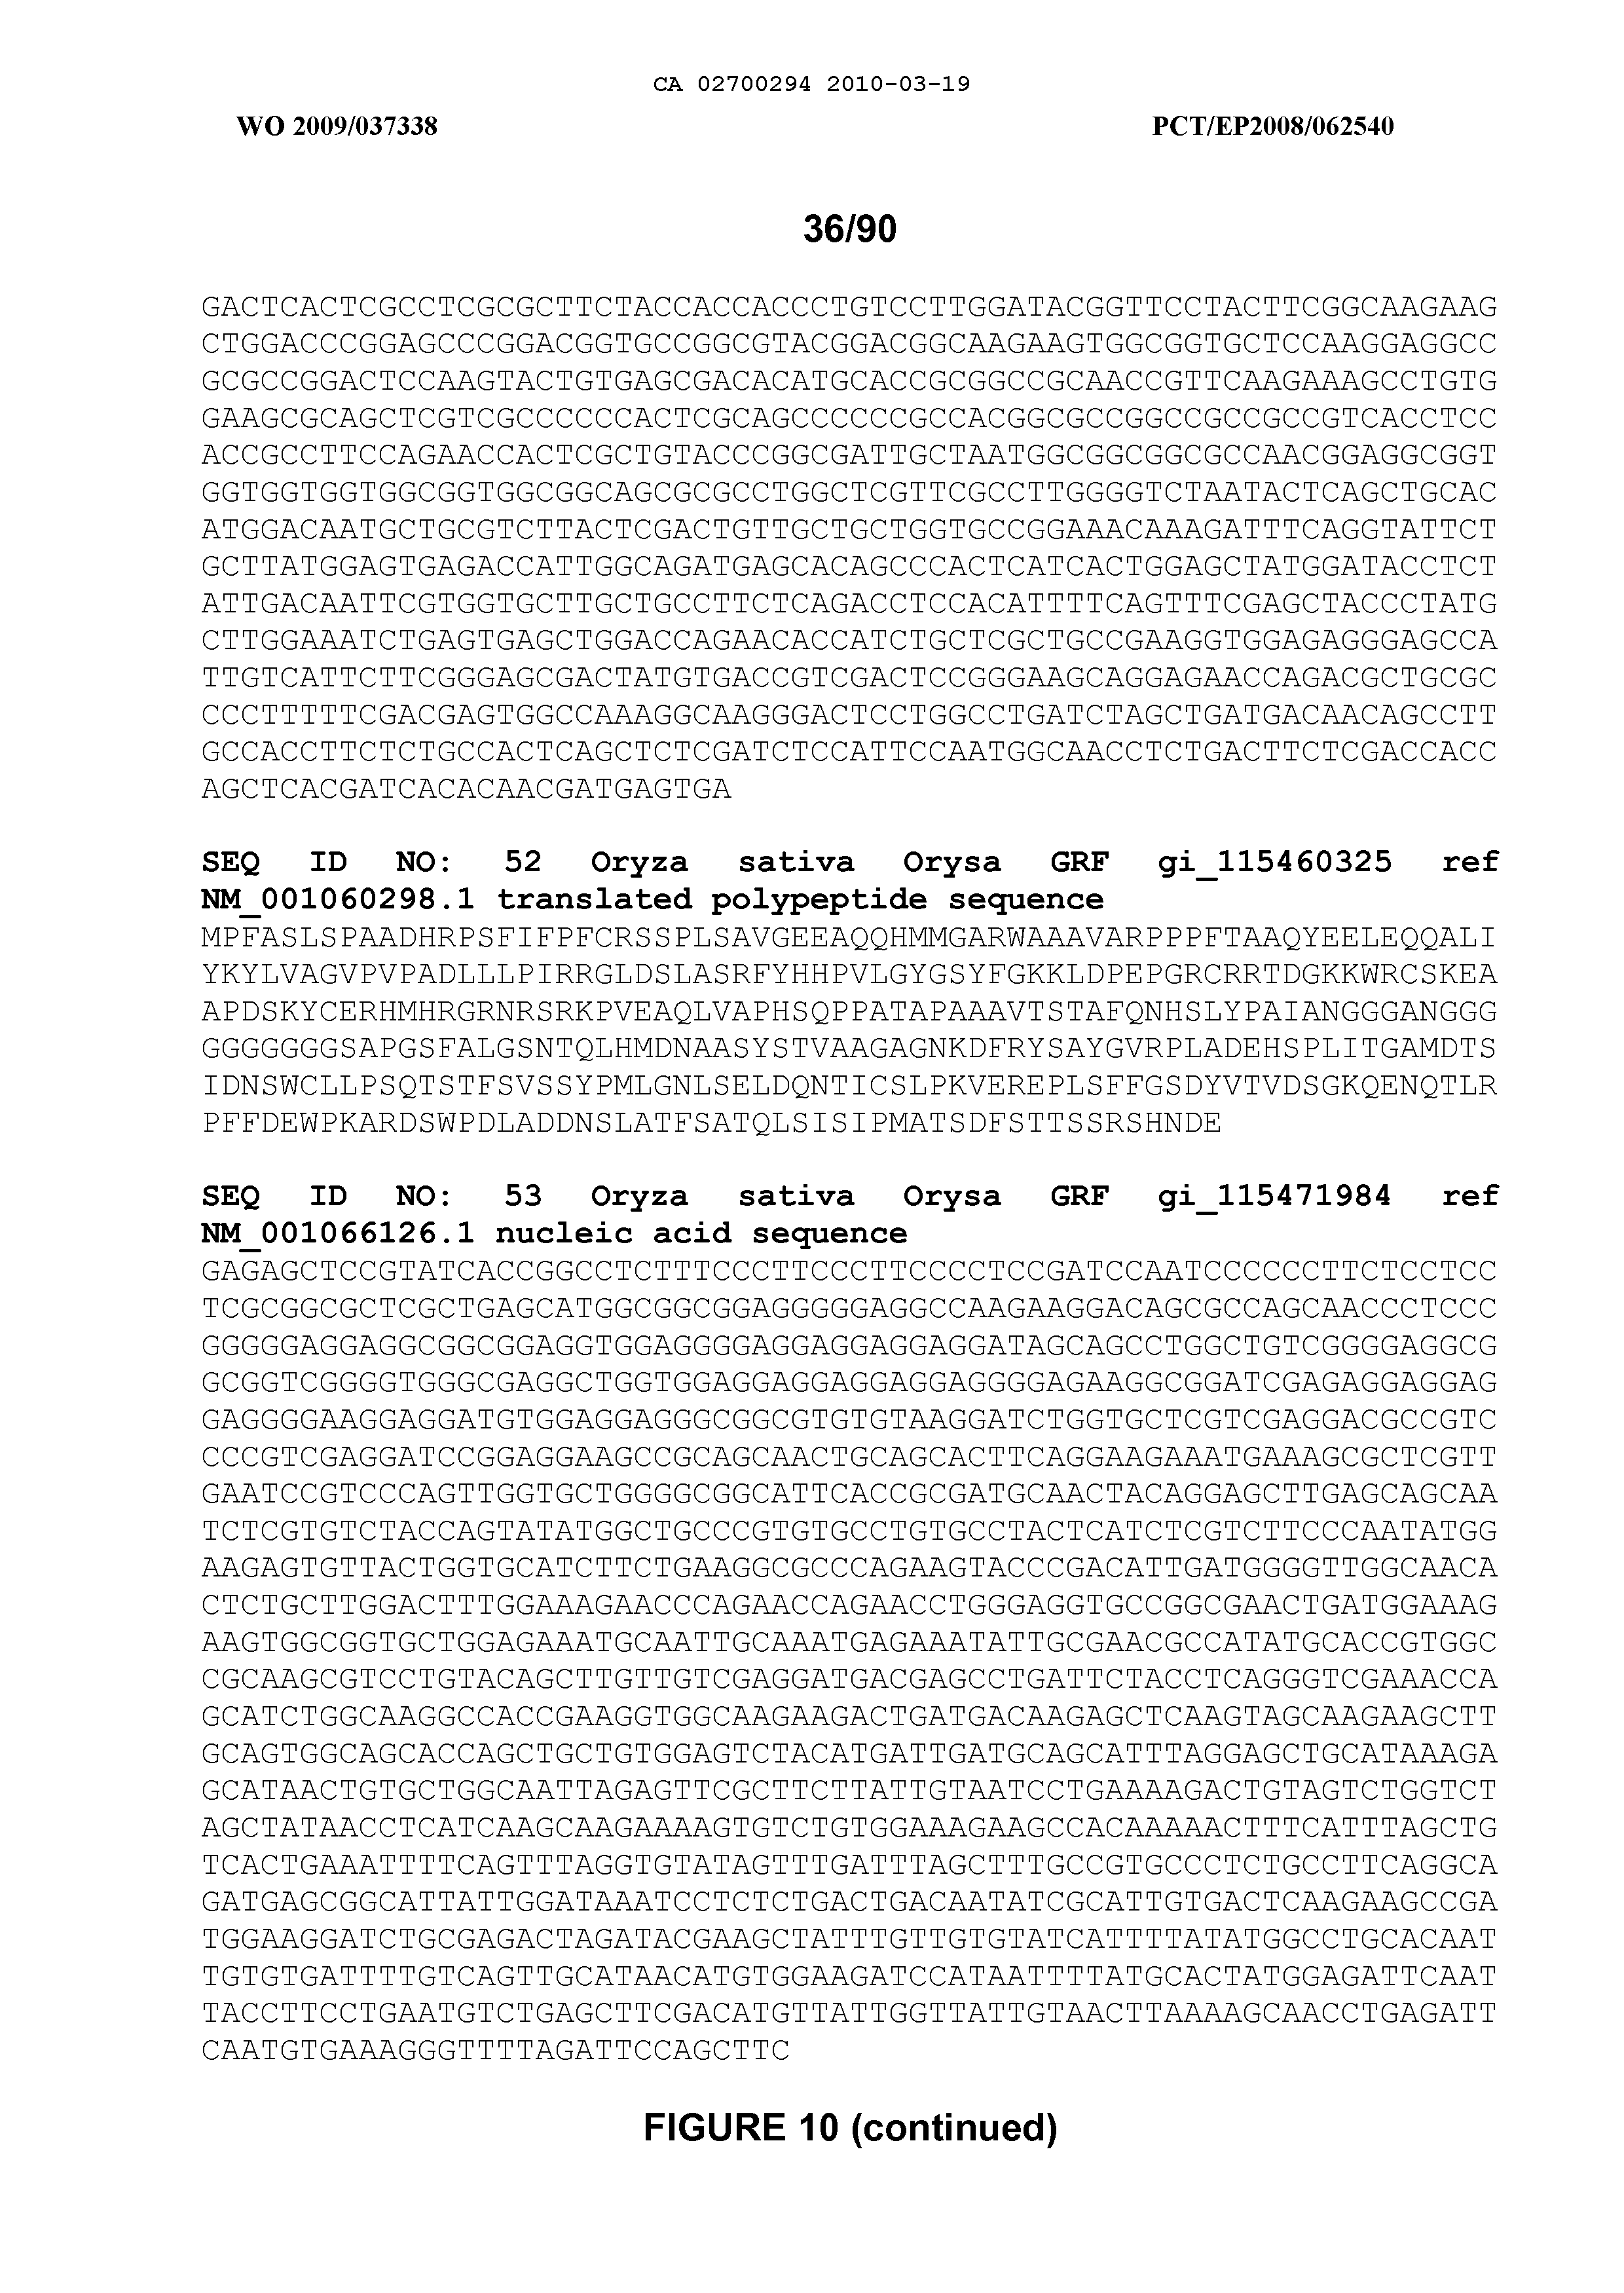 CA 02700294 2010-03-19
WO 2009/037338 PCT/EP2008/062540
36/90
GACTCACTCGCCTCGCGCTTCTACCACCACCCTGTCCTTGGATACGGTTCCTACTTCGGCAAGAAG
CTGGACCCGGAGCCCGGACGGTGCCGGCGTACGGACGGCAAGAAGTGGCGGTGCTCCAAGGAGGCC
GCGCCGGACTCCAAGTACTGTGAGCGACACATGCACCGCGGCCGCAACCGTTCAAGAAAGCCTGTG
GAAGCGCAGCTCGTCGCCCCCCACTCGCAGCCCCCCGCCACGGCGCCGGCCGCCGCCGTCACCTCC
ACCGCCTTCCAGAACCACTCGCTGTACCCGGCGATTGCTAATGGCGGCGGCGCCAACGGAGGCGGT
GGTGGTGGTGGCGGTGGCGGCAGCGCGCCTGGCTCGTTCGCCTTGGGGTCTAATACTCAGCTGCAC
ATGGACAATGCTGCGTCTTACTCGACTGTTGCTGCTGGTGCCGGAAACAAAGATTTCAGGTATTCT
GCTTATGGAGTGAGACCATTGGCAGATGAGCACAGCCCACTCATCACTGGAGCTATGGATACCTCT
ATTGACAATTCGTGGTGCTTGCTGCCTTCTCAGACCTCCACATTTTCAGTTTCGAGCTACCCTATG
CTTGGAAATCTGAGTGAGCTGGACCAGAACACCATCTGCTCGCTGCCGAAGGTGGAGAGGGAGCCA
TTGTCATTCTTCGGGAGCGACTATGTGACCGTCGACTCCGGGAAGCAGGAGAACCAGACGCTGCGC
CCCTTTTTCGACGAGTGGCCAAAGGCAAGGGACTCCTGGCCTGATCTAGCTGATGACAACAGCCTT
GCCACCTTCTCTGCCACTCAGCTCTCGATCTCCATTCCAATGGCAACCTCTGACTTCTCGACCACC
AGCTCACGATCACACAACGATGAGTGA
SEQ ID NO: 52 Oryza sativa Orysa GRF gi_115460325 ref
NM_001060298.1 translated polypeptide sequence
MPFASLSPAADHRPSFIFPFCRSSPLSAVGEEAQQHMMGARWAAAVARPPPFTAAQYEELEQQALI
YKYLVAGVPVPADLLLPIRRGLDSLASRFYHHPVLGYGSYFGKKLDPEPGRCRRTDGKKWRCSKEA
APDSKYCERHMHRGRNRSRKPVEAQLVAPHSQPPATAPAAAVTSTAFQNHSLYPAIANGGGANGGG
GGGGGGGSAPGSFALGSNTQLHMDNAASYSTVAAGAGNKDFRYSAYGVRPLADEHSPLITGAMDTS
IDNSWCLLPSQTSTFSVSSYPMLGNLSELDQNTICSLPKVEREPLSFFGSDYVTVDSGKQENQTLR
PFFDEWPKARDSWPDLADDNSLATFSATQLSISIPMATSDFSTTSSRSHNDE
SEQ ID NO: 53 Oryza sativa Orysa GRF gi_115471984 ref
NM_001066126.1 nucleic acid sequence
GAGAGCTCCGTATCACCGGCCTCTTTCCCTTCCCTTCCCCTCCGATCCAATCCCCCCTTCTCCTCC
TCGCGGCGCTCGCTGAGCATGGCGGCGGAGGGGGAGGCCAAGAAGGACAGCGCCAGCAACCCTCCC
GGGGGAGGAGGCGGCGGAGGTGGAGGGGAGGAGGAGGAGGATAGCAGCCTGGCTGTCGGGGAGGCG
GCGGTCGGGGTGGGCGAGGCTGGTGGAGGAGGAGGAGGAGGGGAGAAGGCGGATCGAGAGGAGGAG
GAGGGGAAGGAGGATGTGGAGGAGGGCGGCGTGTGTAAGGATCTGGTGCTCGTCGAGGACGCCGTC
CCCGTCGAGGATCCGGAGGAAGCCGCAGCAACTGCAGCACTTCAGGAAGAAATGAAAGCGCTCGTT
GAATCCGTCCCAGTTGGTGCTGGGGCGGCATTCACCGCGATGCAACTACAGGAGCTTGAGCAGCAA
TCTCGTGTCTACCAGTATATGGCTGCCCGTGTGCCTGTGCCTACTCATCTCGTCTTCCCAATATGG
AAGAGTGTTACTGGTGCATCTTCTGAAGGCGCCCAGAAGTACCCGACATTGATGGGGTTGGCAACA
CTCTGCTTGGACTTTGGAAAGAACCCAGAACCAGAACCTGGGAGGTGCCGGCGAACTGATGGAAAG
AAGTGGCGGTGCTGGAGAAATGCAATTGCAAATGAGAAATATTGCGAACGCCATATGCACCGTGGC
CGCAAGCGTCCTGTACAGCTTGTTGTCGAGGATGACGAGCCTGATTCTACCTCAGGGTCGAAACCA
GCATCTGGCAAGGCCACCGAAGGTGGCAAGAAGACTGATGACAAGAGCTCAAGTAGCAAGAAGCTT
GCAGTGGCAGCACCAGCTGCTGTGGAGTCTACATGATTGATGCAGCATTTAGGAGCTGCATAAAGA
GCATAACTGTGCTGGCAATTAGAGTTCGCTTCTTATTGTAATCCTGAAAAGACTGTAGTCTGGTCT
AGCTATAACCTCATCAAGCAAGAAAAGTGTCTGTGGAAAGAAGCCACAAAAACTTTCATTTAGCTG
TCACTGAAATTTTCAGTTTAGGTGTATAGTTTGATTTAGCTTTGCCGTGCCCTCTGCCTTCAGGCA
GATGAGCGGCATTATTGGATAAATCCTCTCTGACTGACAATATCGCATTGTGACTCAAGAAGCCGA
TGGAAGGATCTGCGAGACTAGATACGAAGCTATTTGTTGTGTATCATTTTATATGGCCTGCACAAT
TGTGTGATTTTGTCAGTTGCATAACATGTGGAAGATCCATAATTTTATGCACTATGGAGATTCAAT
TACCTTCCTGAATGTCTGAGCTTCGACATGTTATTGGTTATTGTAACTTAAAAGCAACCTGAGATT
CAATGTGAAAGGGTTTTAGATTCCAGCTTC
FIGURE 10 (continued)